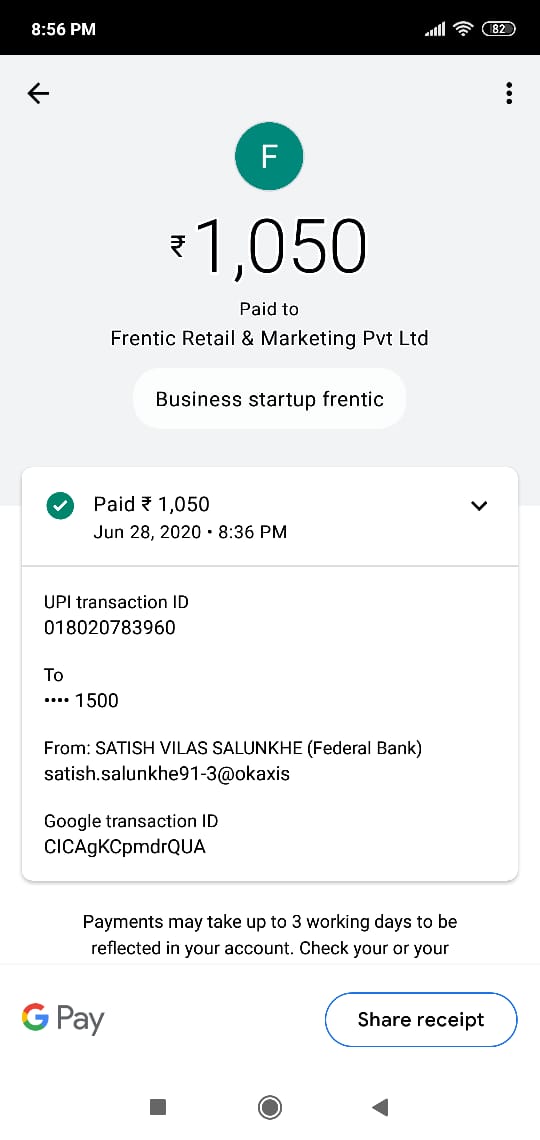 8:56 PM
82
F
₹1,050
Paid to
Frentic Retail & Marketing Pvt Ltd
Business startup frentic
Paid ₹ 1,050
Jun 28, 2020 • 8:36 PM
UPI transaction ID
018020783960
To
•••• 1500
From: SATISH VILAS SALUNKHE (Federal Bank)
satish.salunkhe91-3@okaxis
Google transaction ID
CICAgKCpmdrQUA
Payments may take up to 3 working days to be
reflected in your account. Check your or your
G Pay
Share receipt